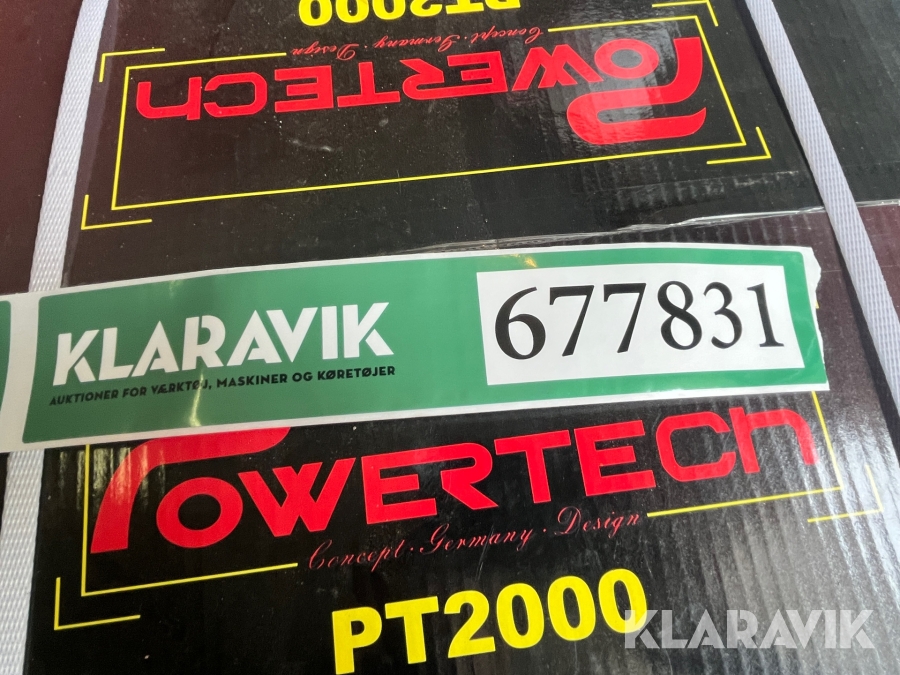 PT2000
Concept · Germany · Design
POWERTECh
KLARAVIK
AUKTIONER FOR VÆRKTØJ, MASKINER OG KØRETØJER
677831
POWERTECh
Concept · Germany · Design
PT2000
KLARAVIK